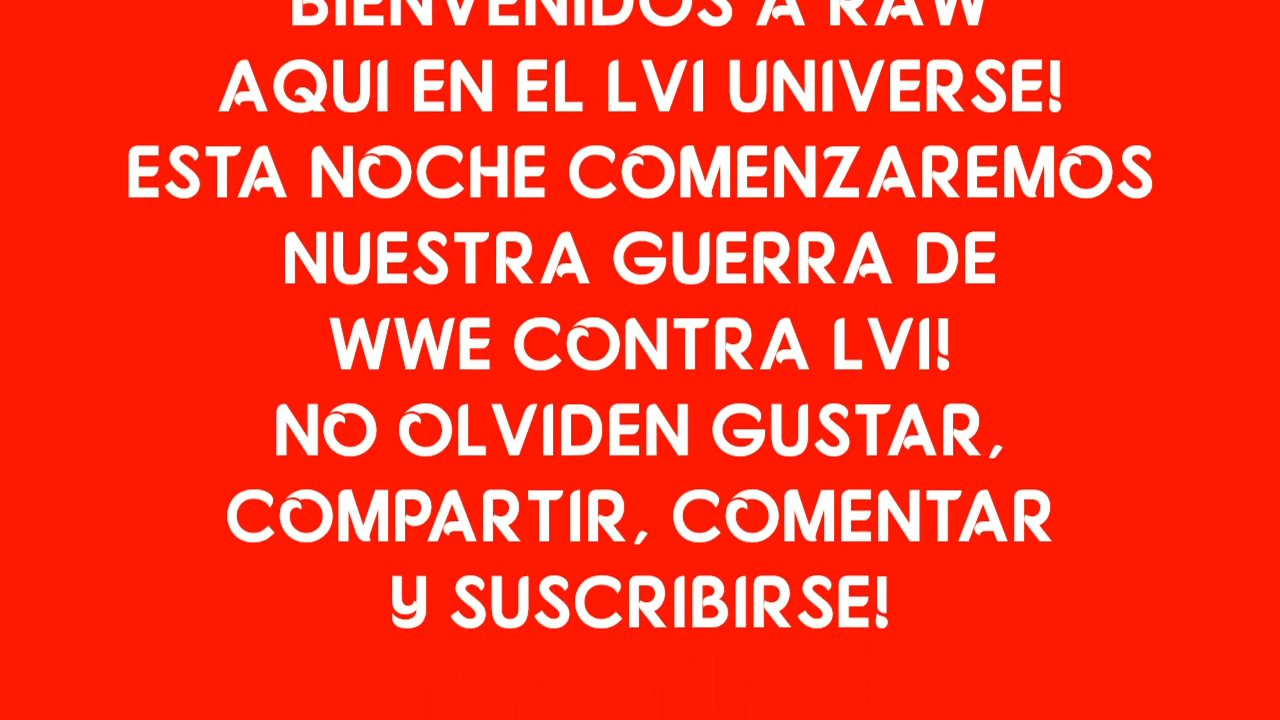 BIENVENIDOS A RAW
AQUI EN EL LVI UNIVERSE!
ESTA NOCHE COMENZAREMOS
NUESTRA GUERRA DE
WWE CONTRA LVI!
NO OLVIDEN GUSTAR,
COMPARTIR, COMENTAR
Y SUSCRIBIRSE!